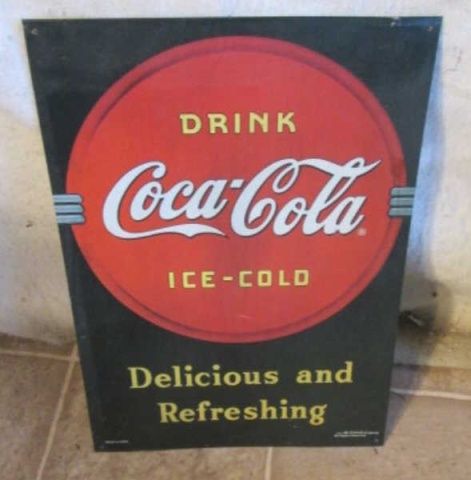 DRINK
Coca-Cola
®
ICE-COLD
Delicious and
Refreshing